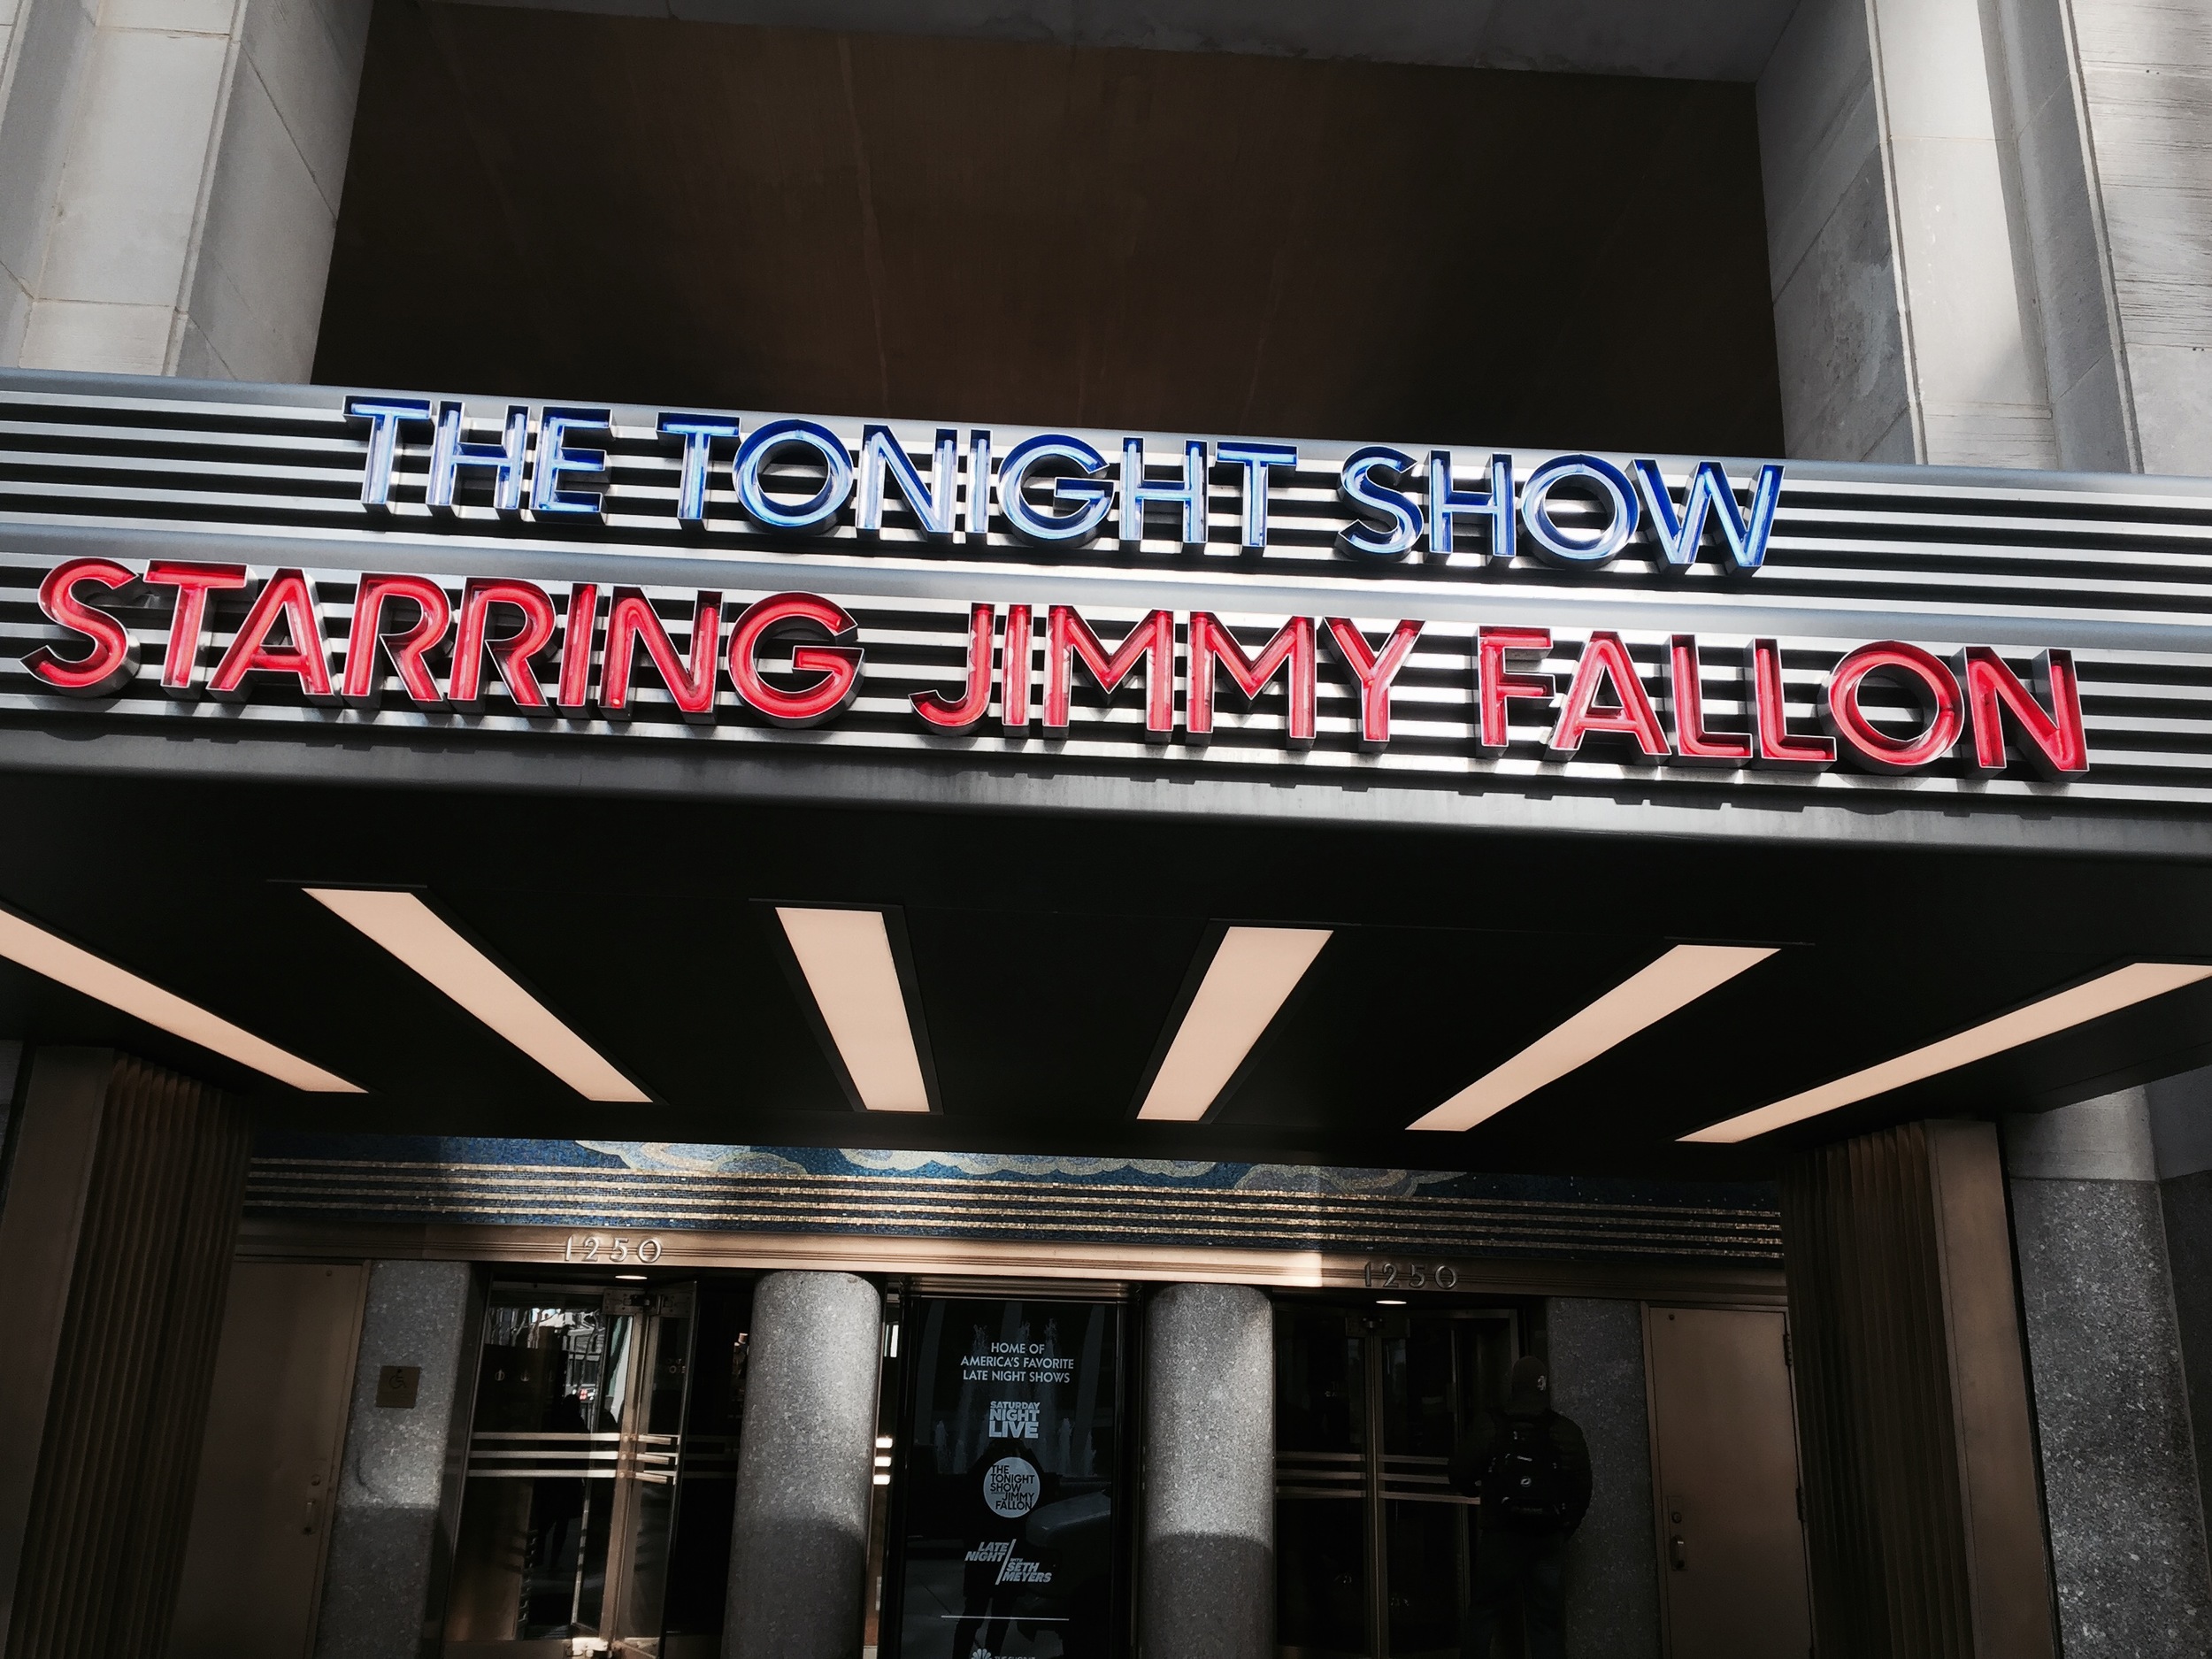 THE TONIGHT SHOW
STARRING JIMMY FALLON
1250
1250
HOME OF
AMERICA'S FAVORITE
LATE NIGHT SHOWS
SATURDAY
NIGHT
LIVE
THE
TONIGHT
SHOW
JIMMY
FALLON
LATE
NIGHT
WITH
SETH
MEYERS